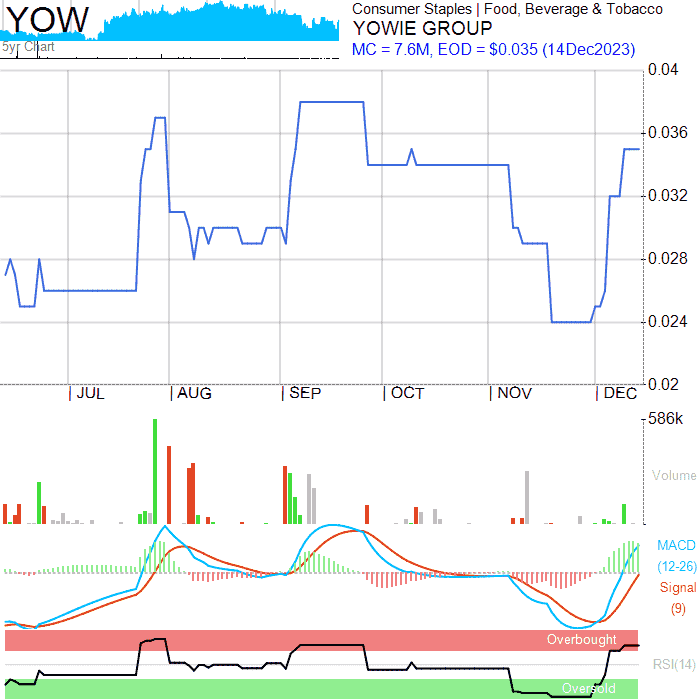 YOW
Consumer Staples | Food, Beverage & Tobacco
YOWIE GROUP
5yr Chart
MC = 7.6M, EOD = $0.035 (14Dec2023)
0.04
0.036
0.032
0.028
0.024
0.02
| JUL | AUG | SEP | OCT | NOV | DEC
586k
Volume
MACD
(12-26)
Signal
(9)
Overbought
RSI(14)
Oversold